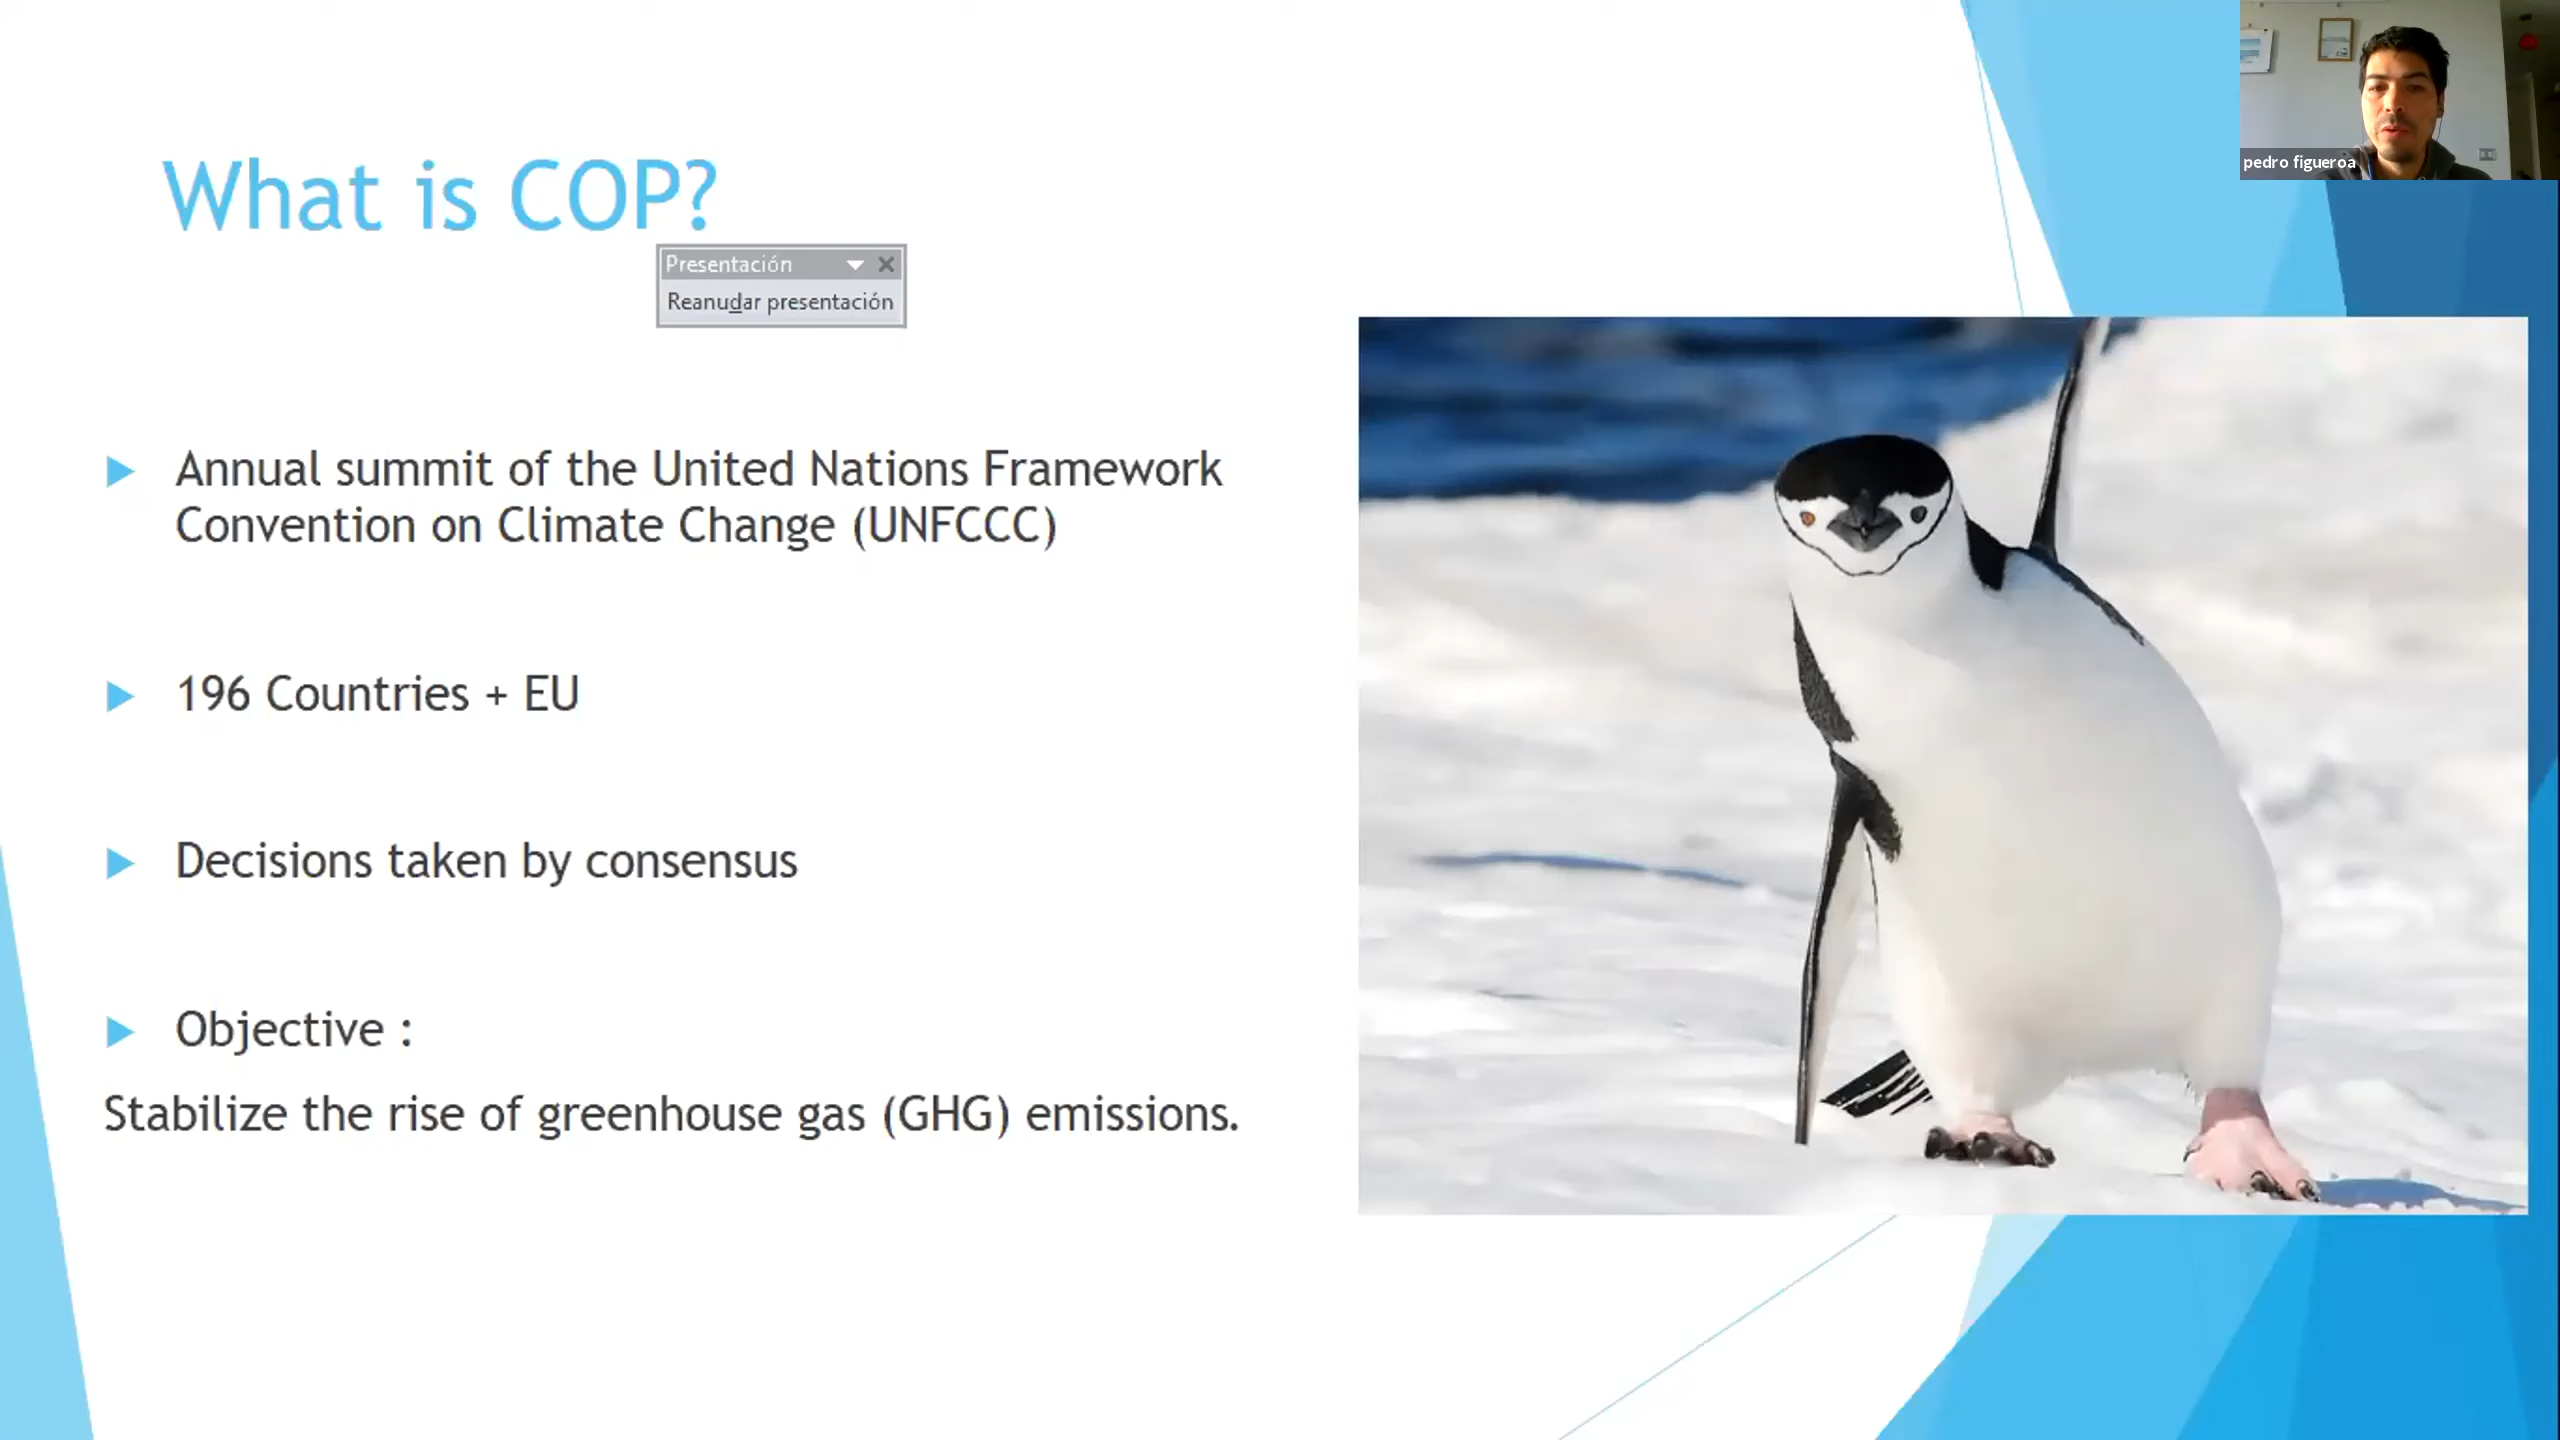 What is COP?
Presentación
Reanudar presentación
Annual summit of the United Nations Framework
Convention on Climate Change (UNFCCC)
196 Countries + EU
Decisions taken by consensus
Objective :
Stabilize the rise of greenhouse gas (GHG) emissions.
pedro figueroa